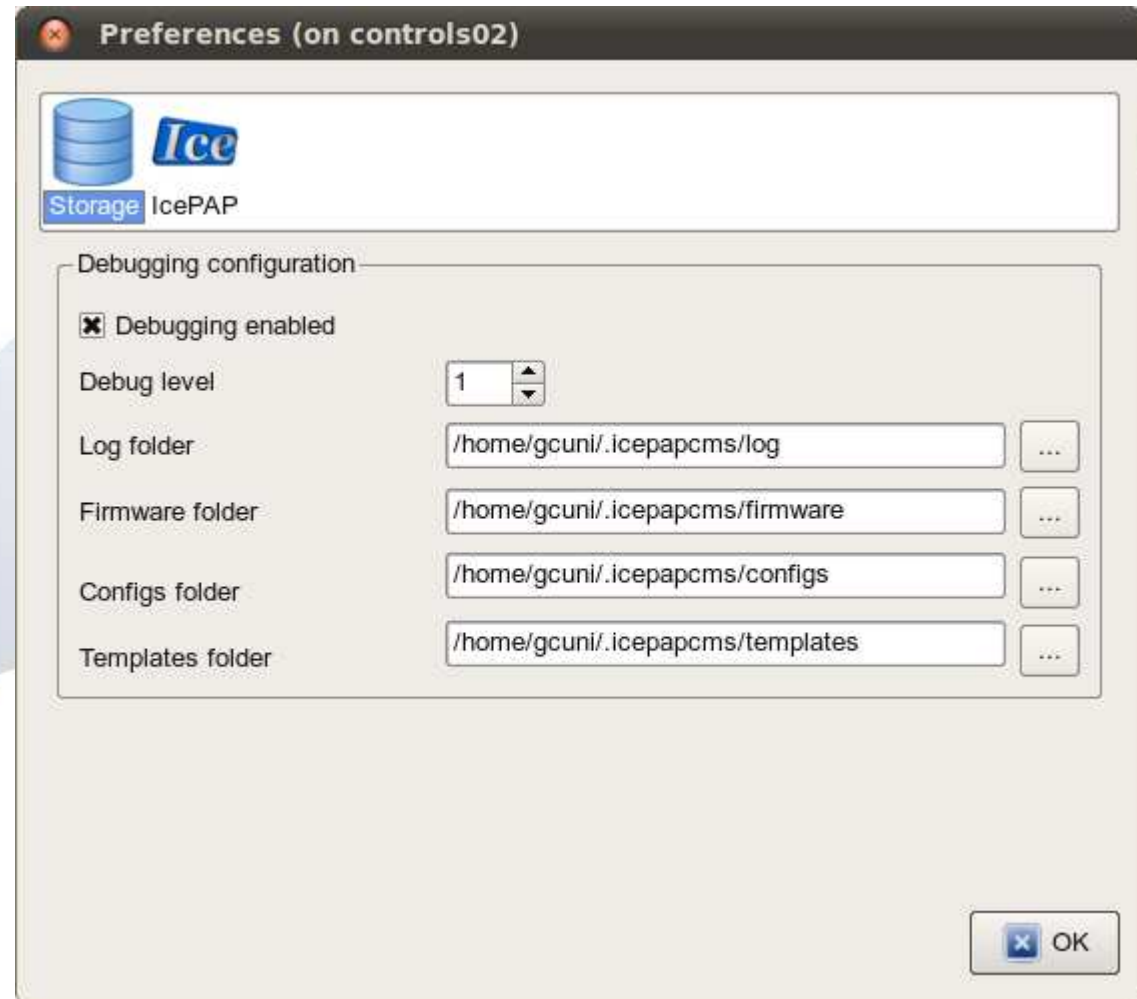 Preferences (on controls02)
Ice
Storage IcePAP
Debugging configuration
Debugging enabled
Debug level 1
Log folder /home/gcuni/.icepapcms/log ...
Firmware folder /home/gcuni/.icepapcms/firmware ...
Configs folder /home/gcuni/.icepapcms/configs ...
Templates folder /home/gcuni/.icepapcms/templates ...
OK